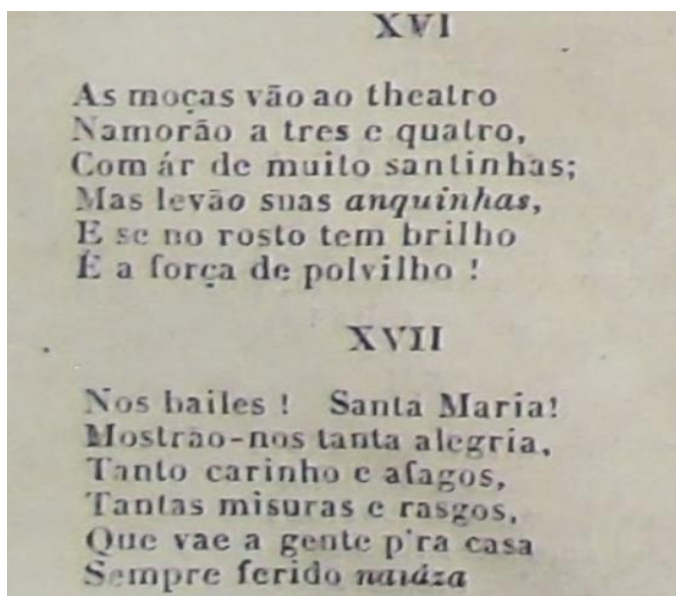 XVI
As moças vão ao theatro
Namorão a tres e quatro,
Com ár de muito santinhas;
Mas levão suas anquinhas,
E se no rosto tem brilho
É a força de polvilho !
XVII
Nos bailes ! Santa Maria!
Mostrão-nos tanta alegria,
Tanto carinho e afagos,
Tantas misuras e rasgos,
Que vae a gente p'ra casa
Sempre ferido